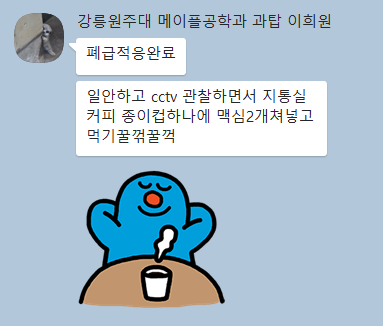 강릉원주대 메이플공학과 과탑 이희원
폐급적응완료
일안하고 cctv 관찰하면서 지통실
커피 종이컵하나에 맥심2개쳐넣고
먹기꿀꺾꿀꺽